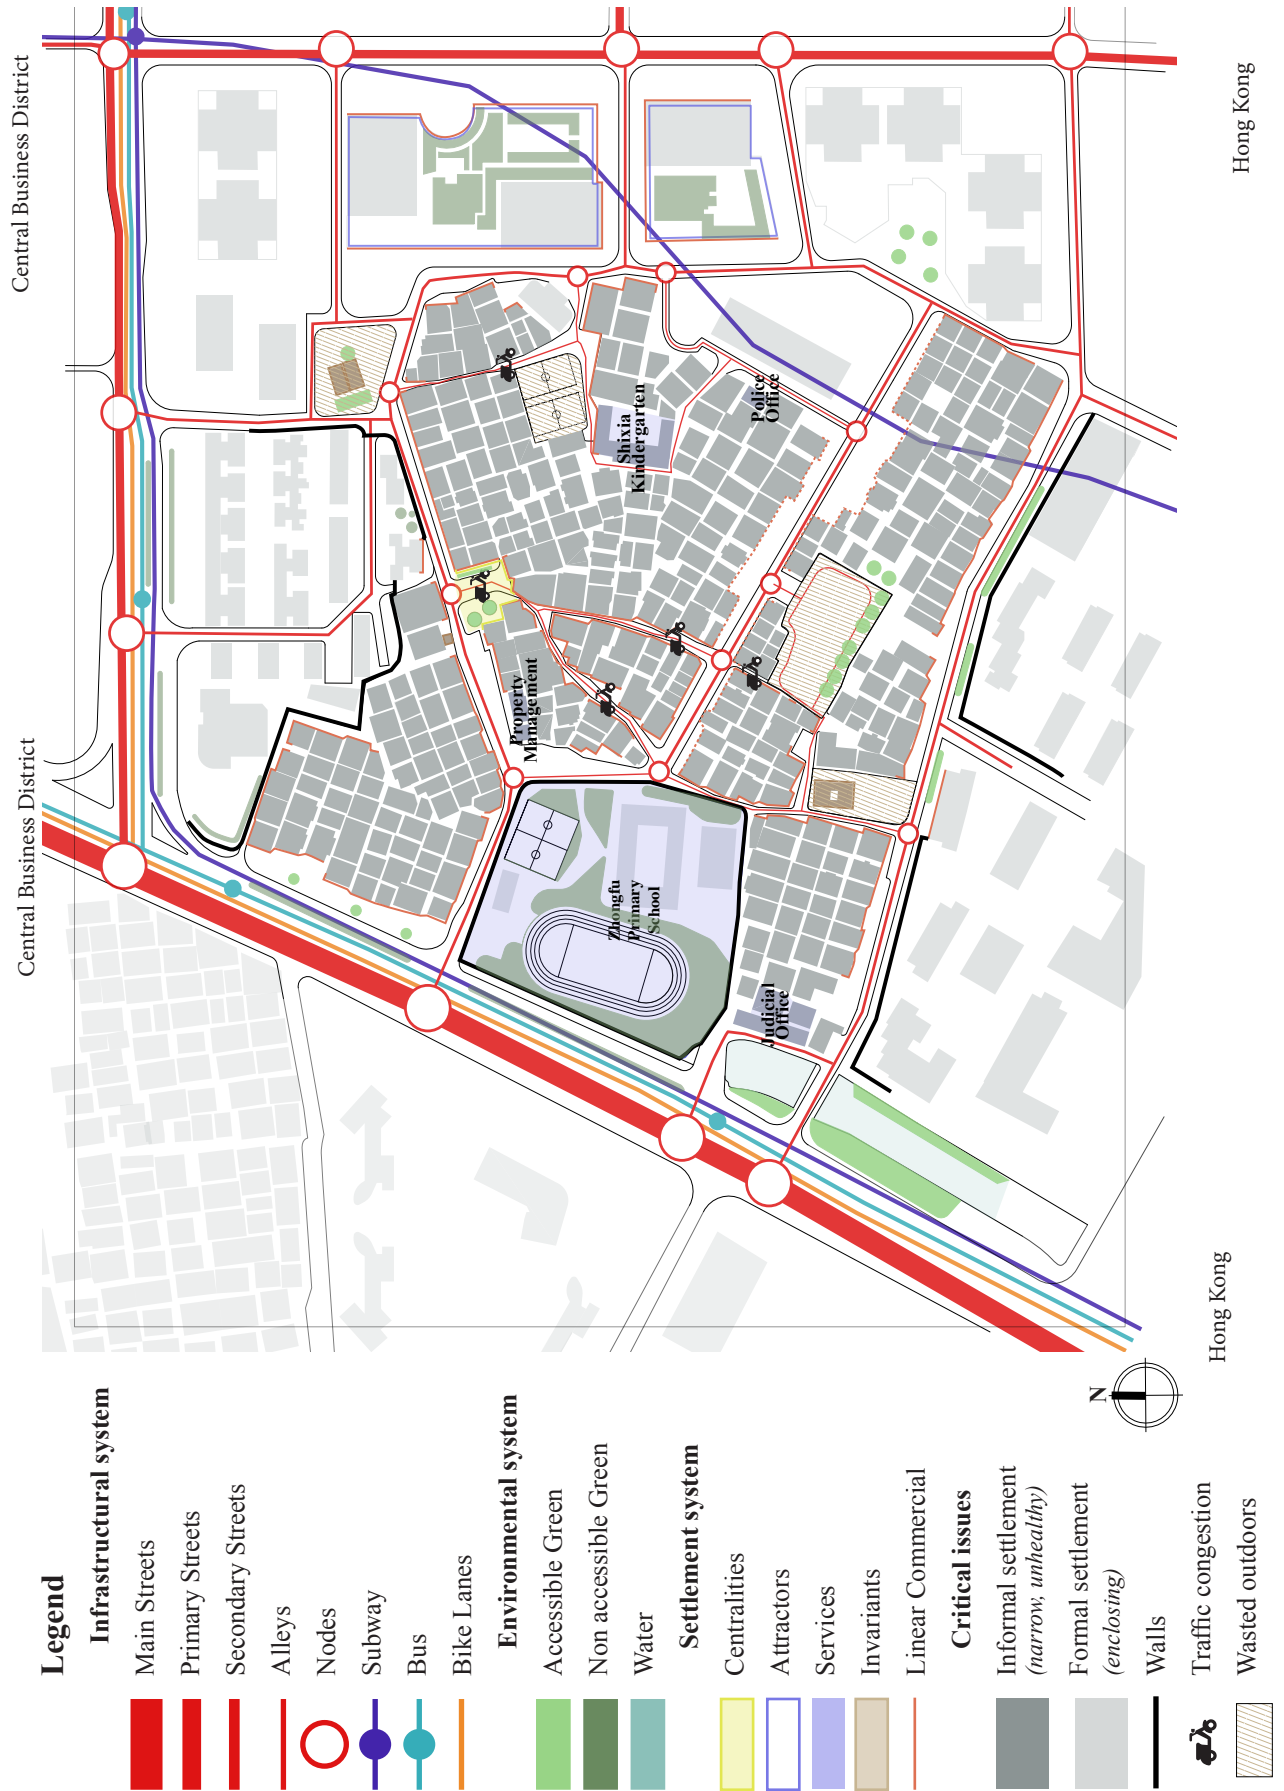 Central Business District
Hong Kong
Central Business District
Hong Kong
Shixia
Kindergarten
Police
Office
Property
Management
Zhongfu
Primary
School
Judicial
Office
N
Legend
Infrastructural system
Main Streets
Primary Streets
Secondary Streets
Alleys
Nodes
Subway
Bus
Bike Lanes
Environmental system
Accessible Green
Non accessible Green
Water
Settlement system
Centralities
Attractors
Services
Invariants
Linear Commercial
Critical issues
Informal settlement
(narrow, unhealthy)
Formal settlement
(enclosing)
Walls
Traffic congestion
Wasted outdoors